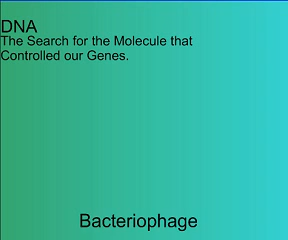 DNA
The Search for the Molecule that
Controlled our Genes.
Bacteriophage